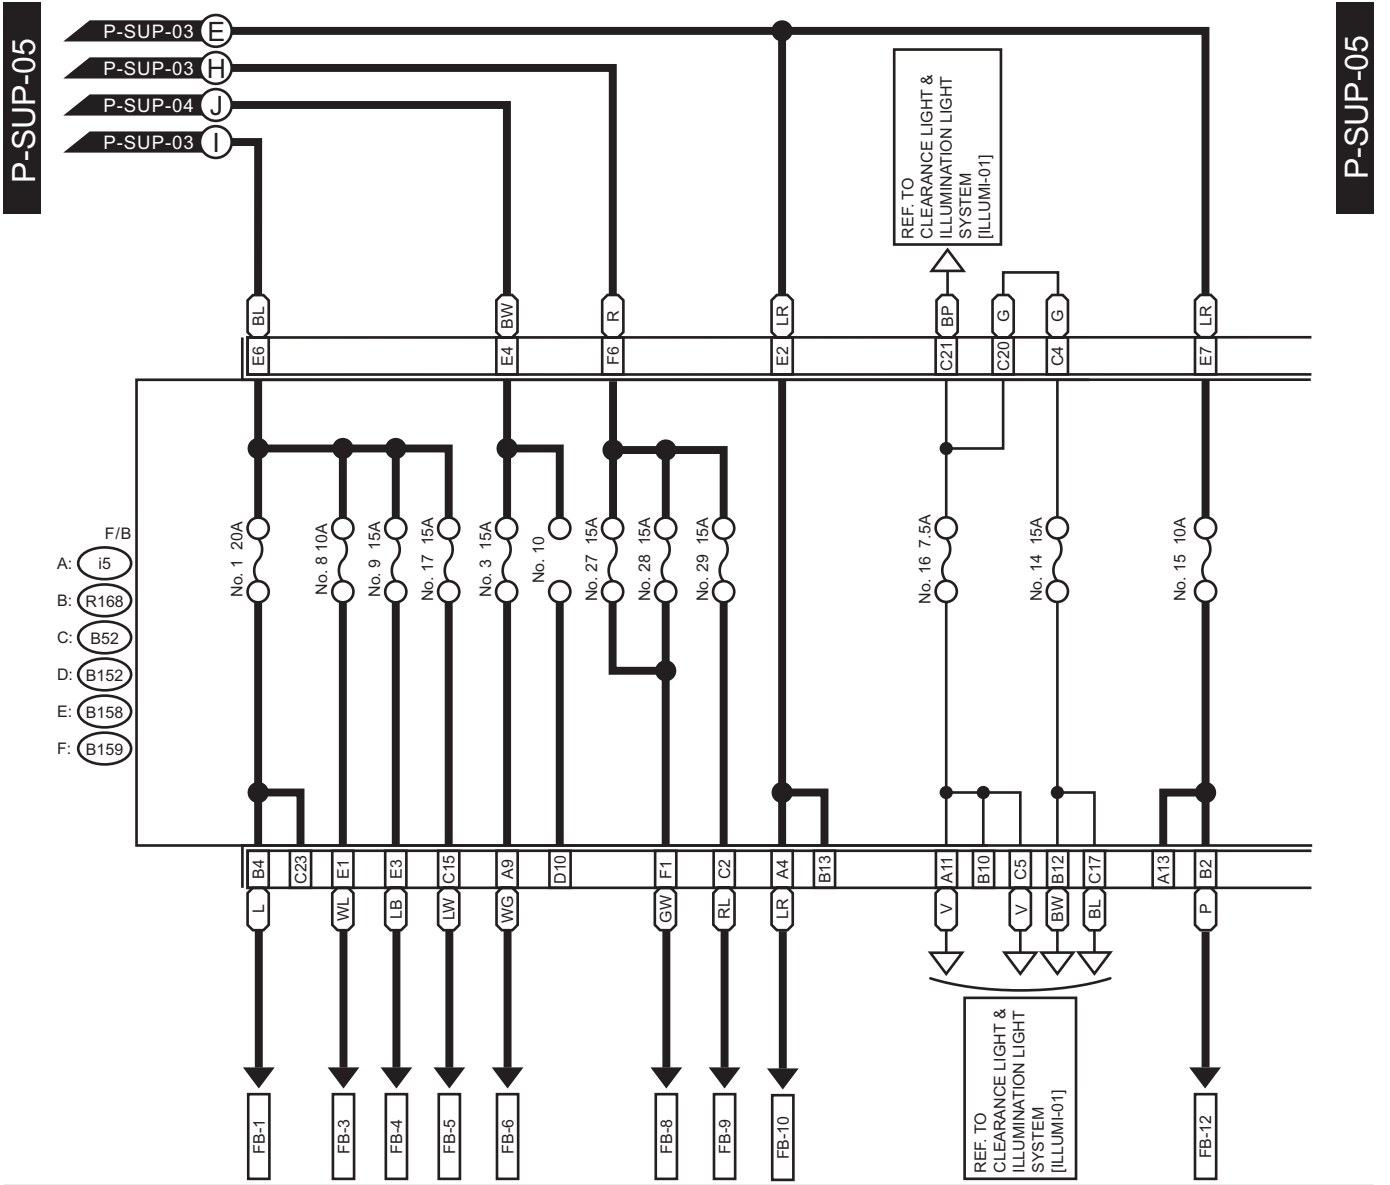 P-SUP-05
P-SUP-05
P-SUP-03 E
P-SUP-03 H
P-SUP-04 J
P-SUP-03 I
REF. TO
CLEARANCE LIGHT &
ILLUMINATION LIGHT
SYSTEM
[ILLUMI-01]
BL
BW
R
LR
BP
G
G
LR
E6
E4
F6
E2
C21
C20
C4
E7
F/B
A: i5
B: R168
C: B52
D: B152
E: B158
F: B159
No. 1 20A
No. 8 10A
No. 9 15A
No. 17 15A
No. 3 15A
No. 10
No. 27 15A
No. 28 15A
No. 29 15A
No. 16 7.5A
No. 14 15A
No. 15 10A
B4
C23
E1
E3
C15
A9
D10
F1
C2
A4
B13
A11
B10
C5
B12
C17
A13
B2
L
WL
LB
LW
WG
GW
RL
LR
V
V
BW
BL
P
REF. TO
CLEARANCE LIGHT &
ILLUMINATION LIGHT
SYSTEM
[ILLUMI-01]
FB-1
FB-3
FB-4
FB-5
FB-6
FB-8
FB-9
FB-10
FB-12